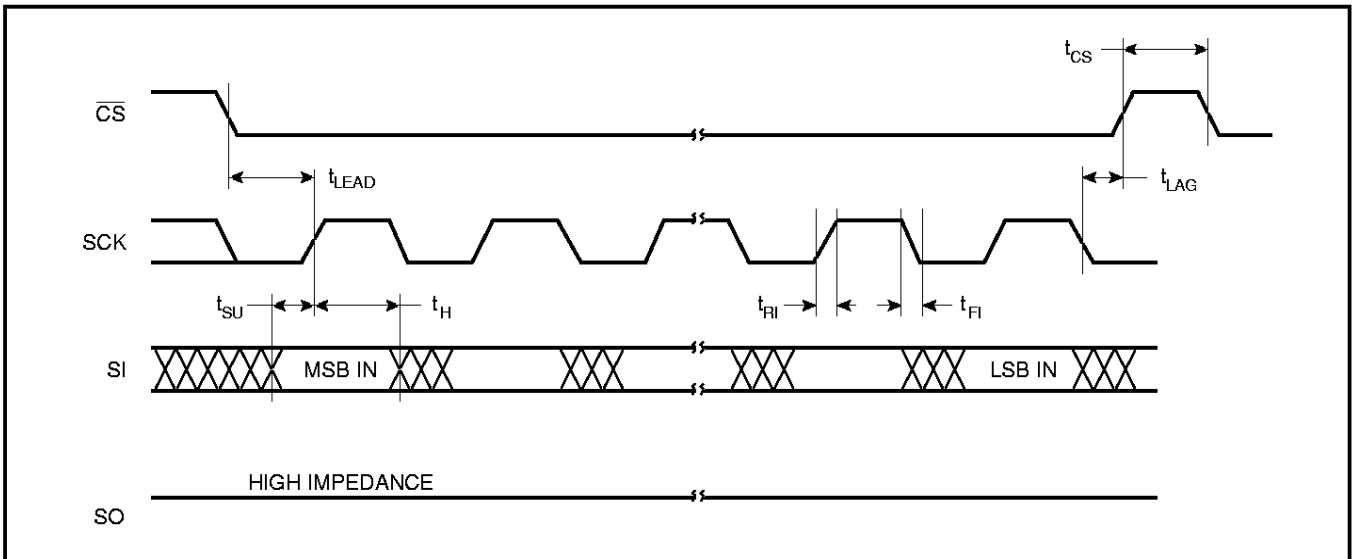 tCS
CS
tLEAD
tLAG
SCK
tSU
tH
tRI
tFI
SI
MSB IN
LSB IN
HIGH IMPEDANCE
SO